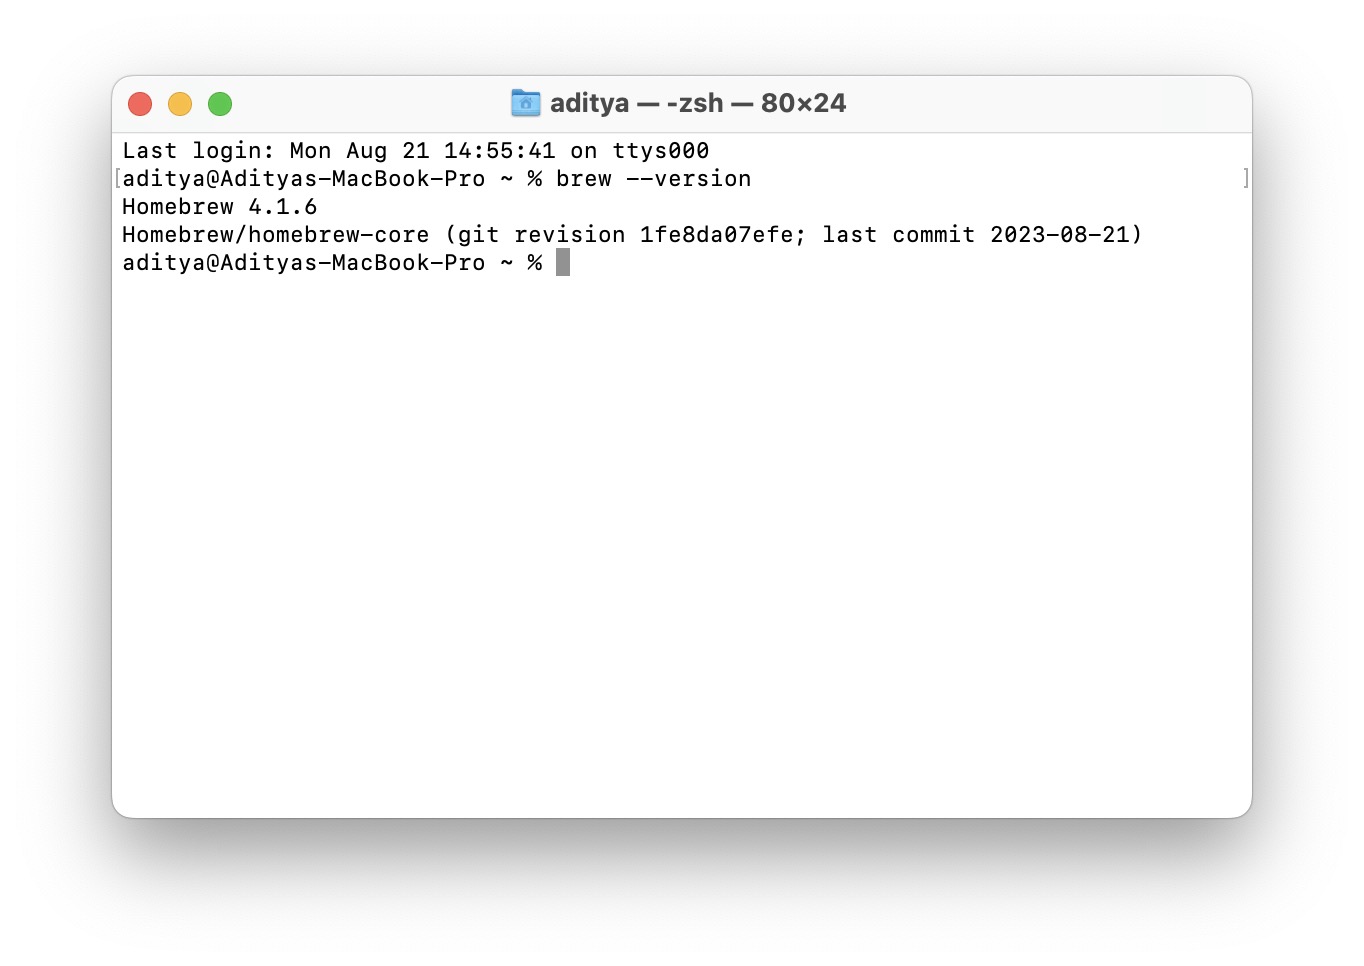 aditya — -zsh — 80×24
Last login: Mon Aug 21 14:55:41 on ttys000
[aditya@Adityas-MacBook-Pro ~ % brew --version ]
Homebrew 4.1.6
Homebrew/homebrew-core (git revision 1fe8da07efe; last commit 2023-08-21)
aditya@Adityas-MacBook-Pro ~ %